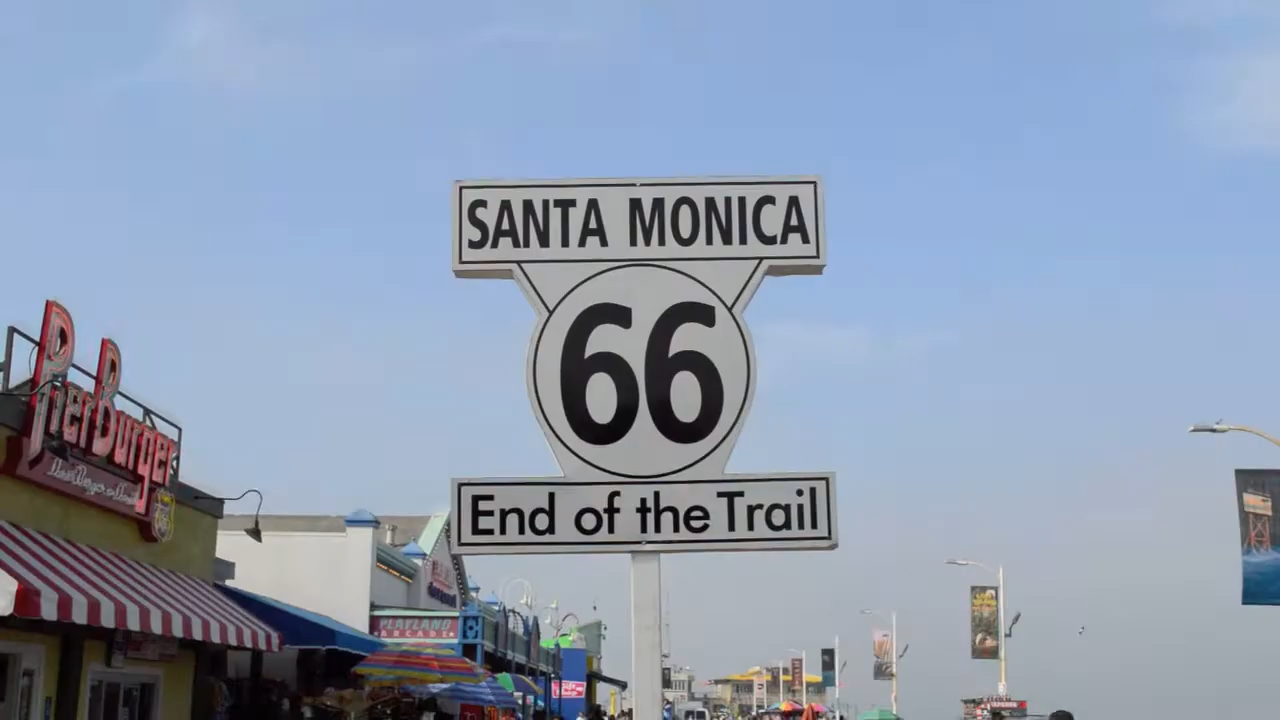 SANTA MONICA
66
End of the Trail
PierBurger
PLAYLAND
ARCADE